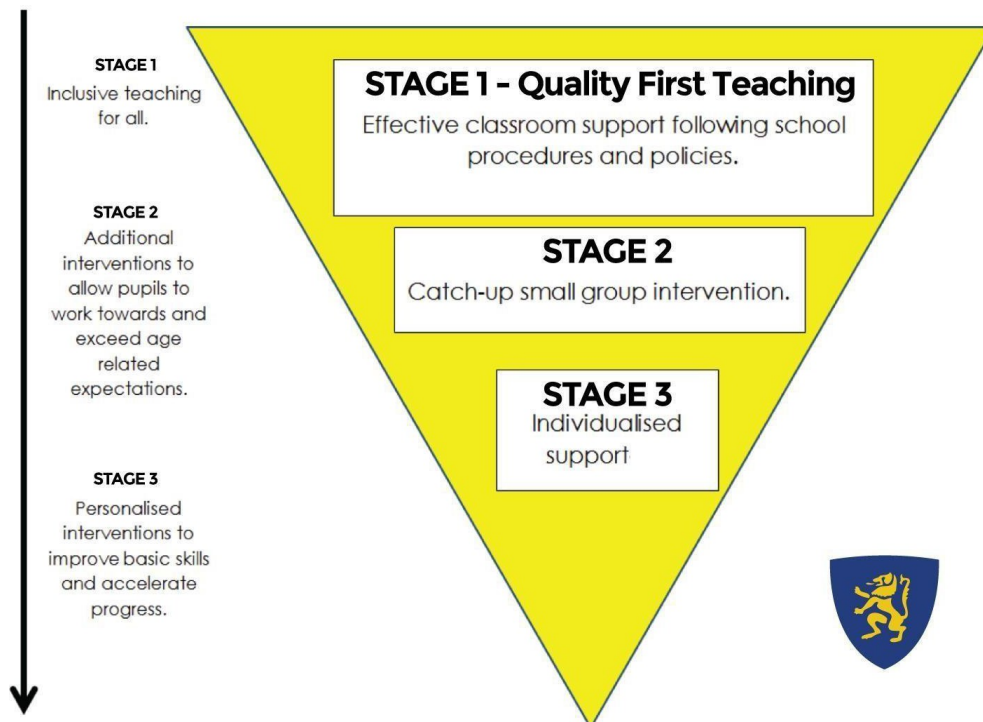 STAGE 1
Inclusive teaching
for all.
STAGE 2
Additional
interventions to
allow pupils to
work towards and
exceed age
related
expectations.
STAGE 3
Personalised
interventions to
improve basic skills
and accelerate
progress.
STAGE 1 - Quality First Teaching
Effective classroom support following school
procedures and policies.
STAGE 2
Catch-up small group intervention.
STAGE 3
Individualised
support